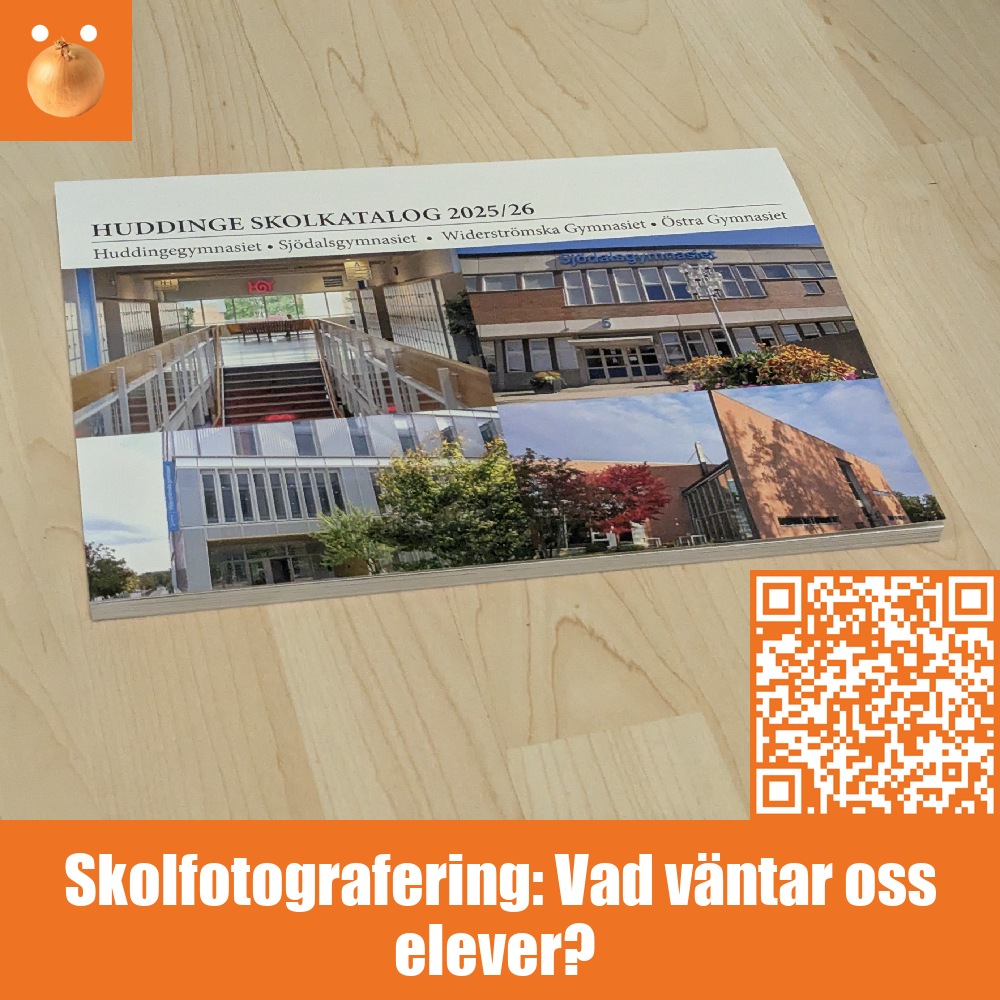 HUDDINGE SKOLKATALOG 2025/26
Huddingegymnasiet • Sjödalsgymnasiet • Widerströmska Gymnasiet • Östra Gymnasiet
Sjödalsgymnasiet
Skolfotografering: Vad väntar oss
elever?